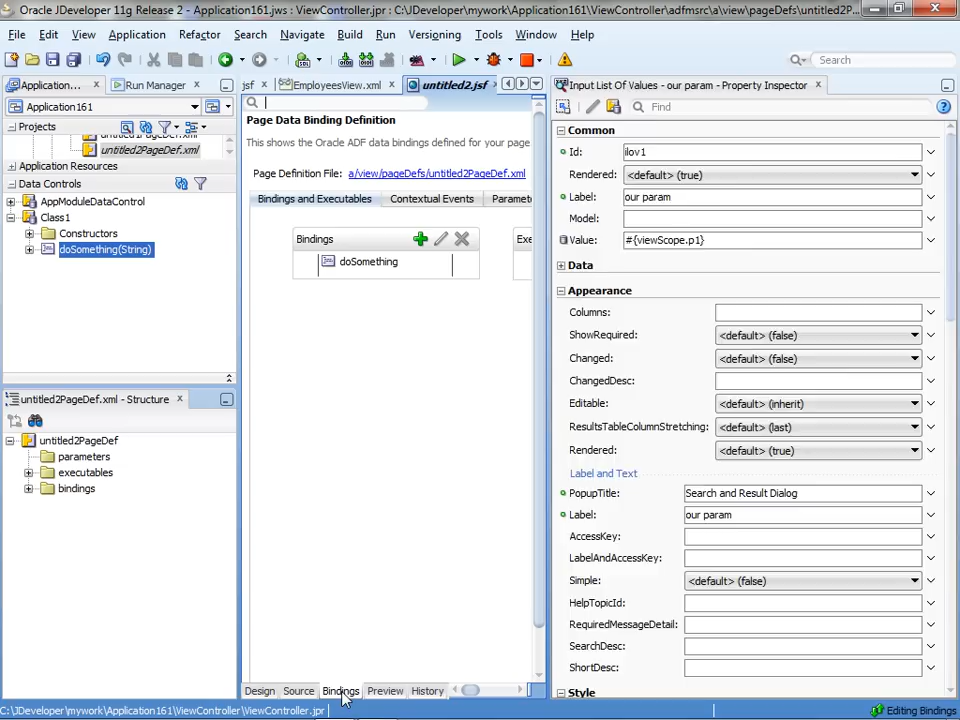 Oracle JDeveloper 11g Release 2 - Application161.jws : ViewController.jpr : C:\JDeveloper\mywork\Application161\ViewController\adfmsrc\a\view\pageDefs\untitled2P...
File Edit View Application Refactor Search Navigate Build Run Versioning Tools Window Help
Search
Application... Run Manager jsf EmployeesView.xml untitled2.jsf Input List Of Values - our param - Property Inspector
Application161
Find
Projects
untitled2PageDef.xml
Application Resources
Data Controls
AppModuleDataControl
Class1
Constructors
doSomething(String)
untitled2PageDef.xml - Structure
untitled2PageDef
parameters
executables
bindings
Page Data Binding Definition
This shows the Oracle ADF data bindings defined for your page
Page Definition File: a/view/pageDefs/untitled2PageDef.xml
Bindings and Executables Contextual Events Paramete
Bindings Exe
doSomething
Design Source Bindings Preview History
Common
Id: ilov1
Rendered: <default> (true)
Label: our param
Model:
Value: #{viewScope.p1}
Data
Appearance
Columns:
ShowRequired: <default> (false)
Changed: <default> (false)
ChangedDesc:
Editable: <default> (inherit)
ResultsTableColumnStretching: <default> (last)
Rendered: <default> (true)
Label and Text
PopupTitle: Search and Result Dialog
Label: our param
AccessKey:
LabelAndAccessKey:
Simple: <default> (false)
HelpTopicId:
RequiredMessageDetail:
SearchDesc:
ShortDesc:
Style
C:\JDeveloper\mywork\Application161\ViewController\ViewController.jpr
Editing Bindings